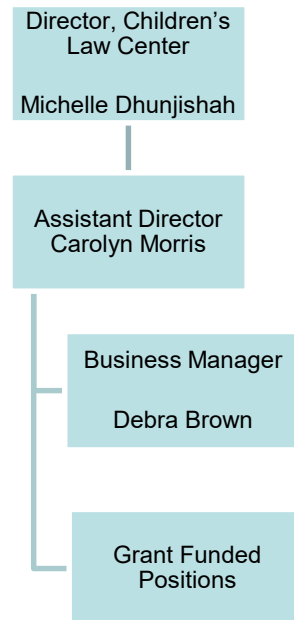 Director, Children’s
Law Center
Michelle Dhunjishah
Assistant Director
Carolyn Morris
Business Manager
Debra Brown
Grant Funded
Positions